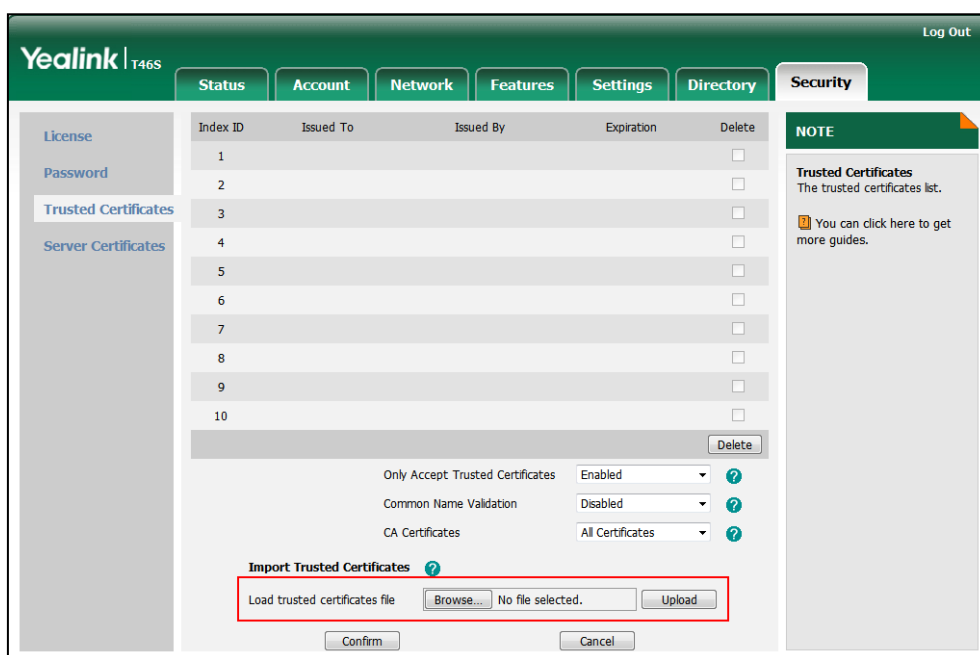 Log Out
Yealink | T46S
Status Account Network Features Settings Directory Security
License
Password
Trusted Certificates
Server Certificates
Index ID Issued To Issued By Expiration Delete
1
2
3
4
5
6
7
8
9
10
Delete
Only Accept Trusted Certificates Enabled ?
Common Name Validation Disabled ?
CA Certificates All Certificates ?
Import Trusted Certificates ?
Load trusted certificates file Browse... No file selected. Upload
Confirm Cancel
NOTE
Trusted Certificates
The trusted certificates list.
? You can click here to get
more guides.